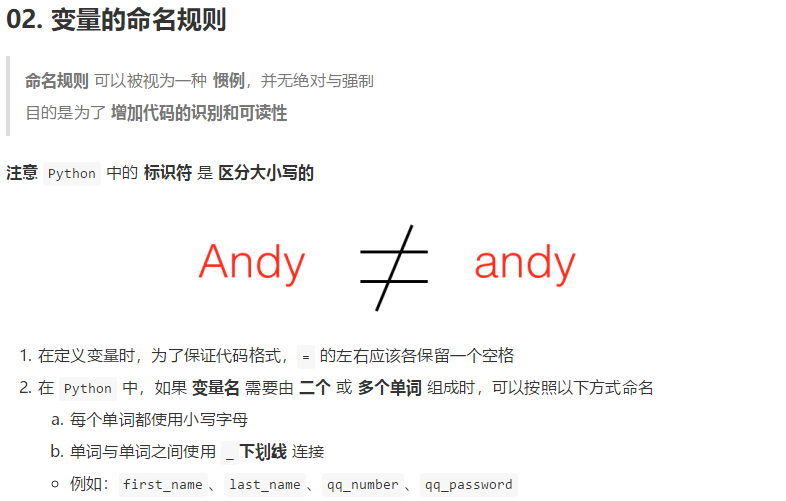 02. 变量的命名规则
命名规则 可以被视为一种 惯例，并无绝对与强制
目的是为了 增加代码的识别和可读性
注意 Python 中的 标识符 是 区分大小写的
Andy ≠ andy
1. 在定义变量时，为了保证代码格式， = 的左右应该各保留一个空格
2. 在 Python 中，如果 变量名 需要由 二个 或 多个单词 组成时，可以按照以下方式命名
a. 每个单词都使用小写字母
b. 单词与单词之间使用 _下划线 连接
○ 例如： first_name 、 last_name 、 qq_number 、 qq_password